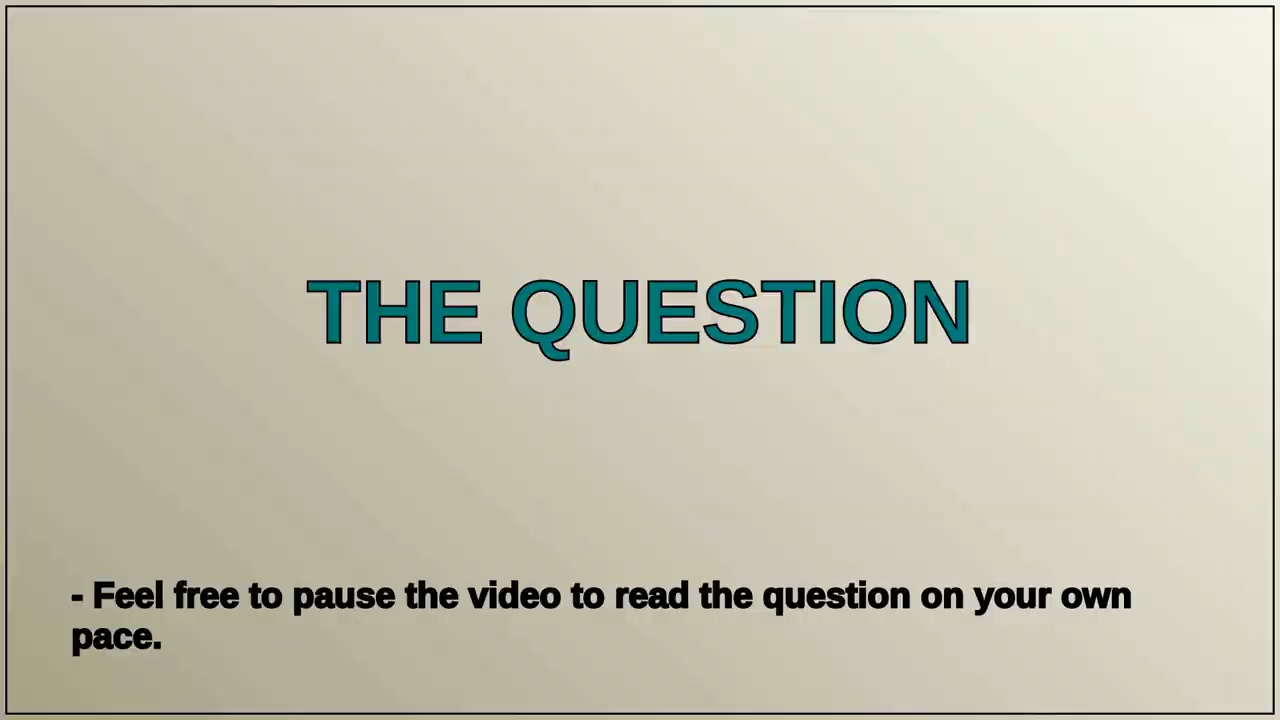 THE QUESTION
- Feel free to pause the video to read the question on your own
pace.